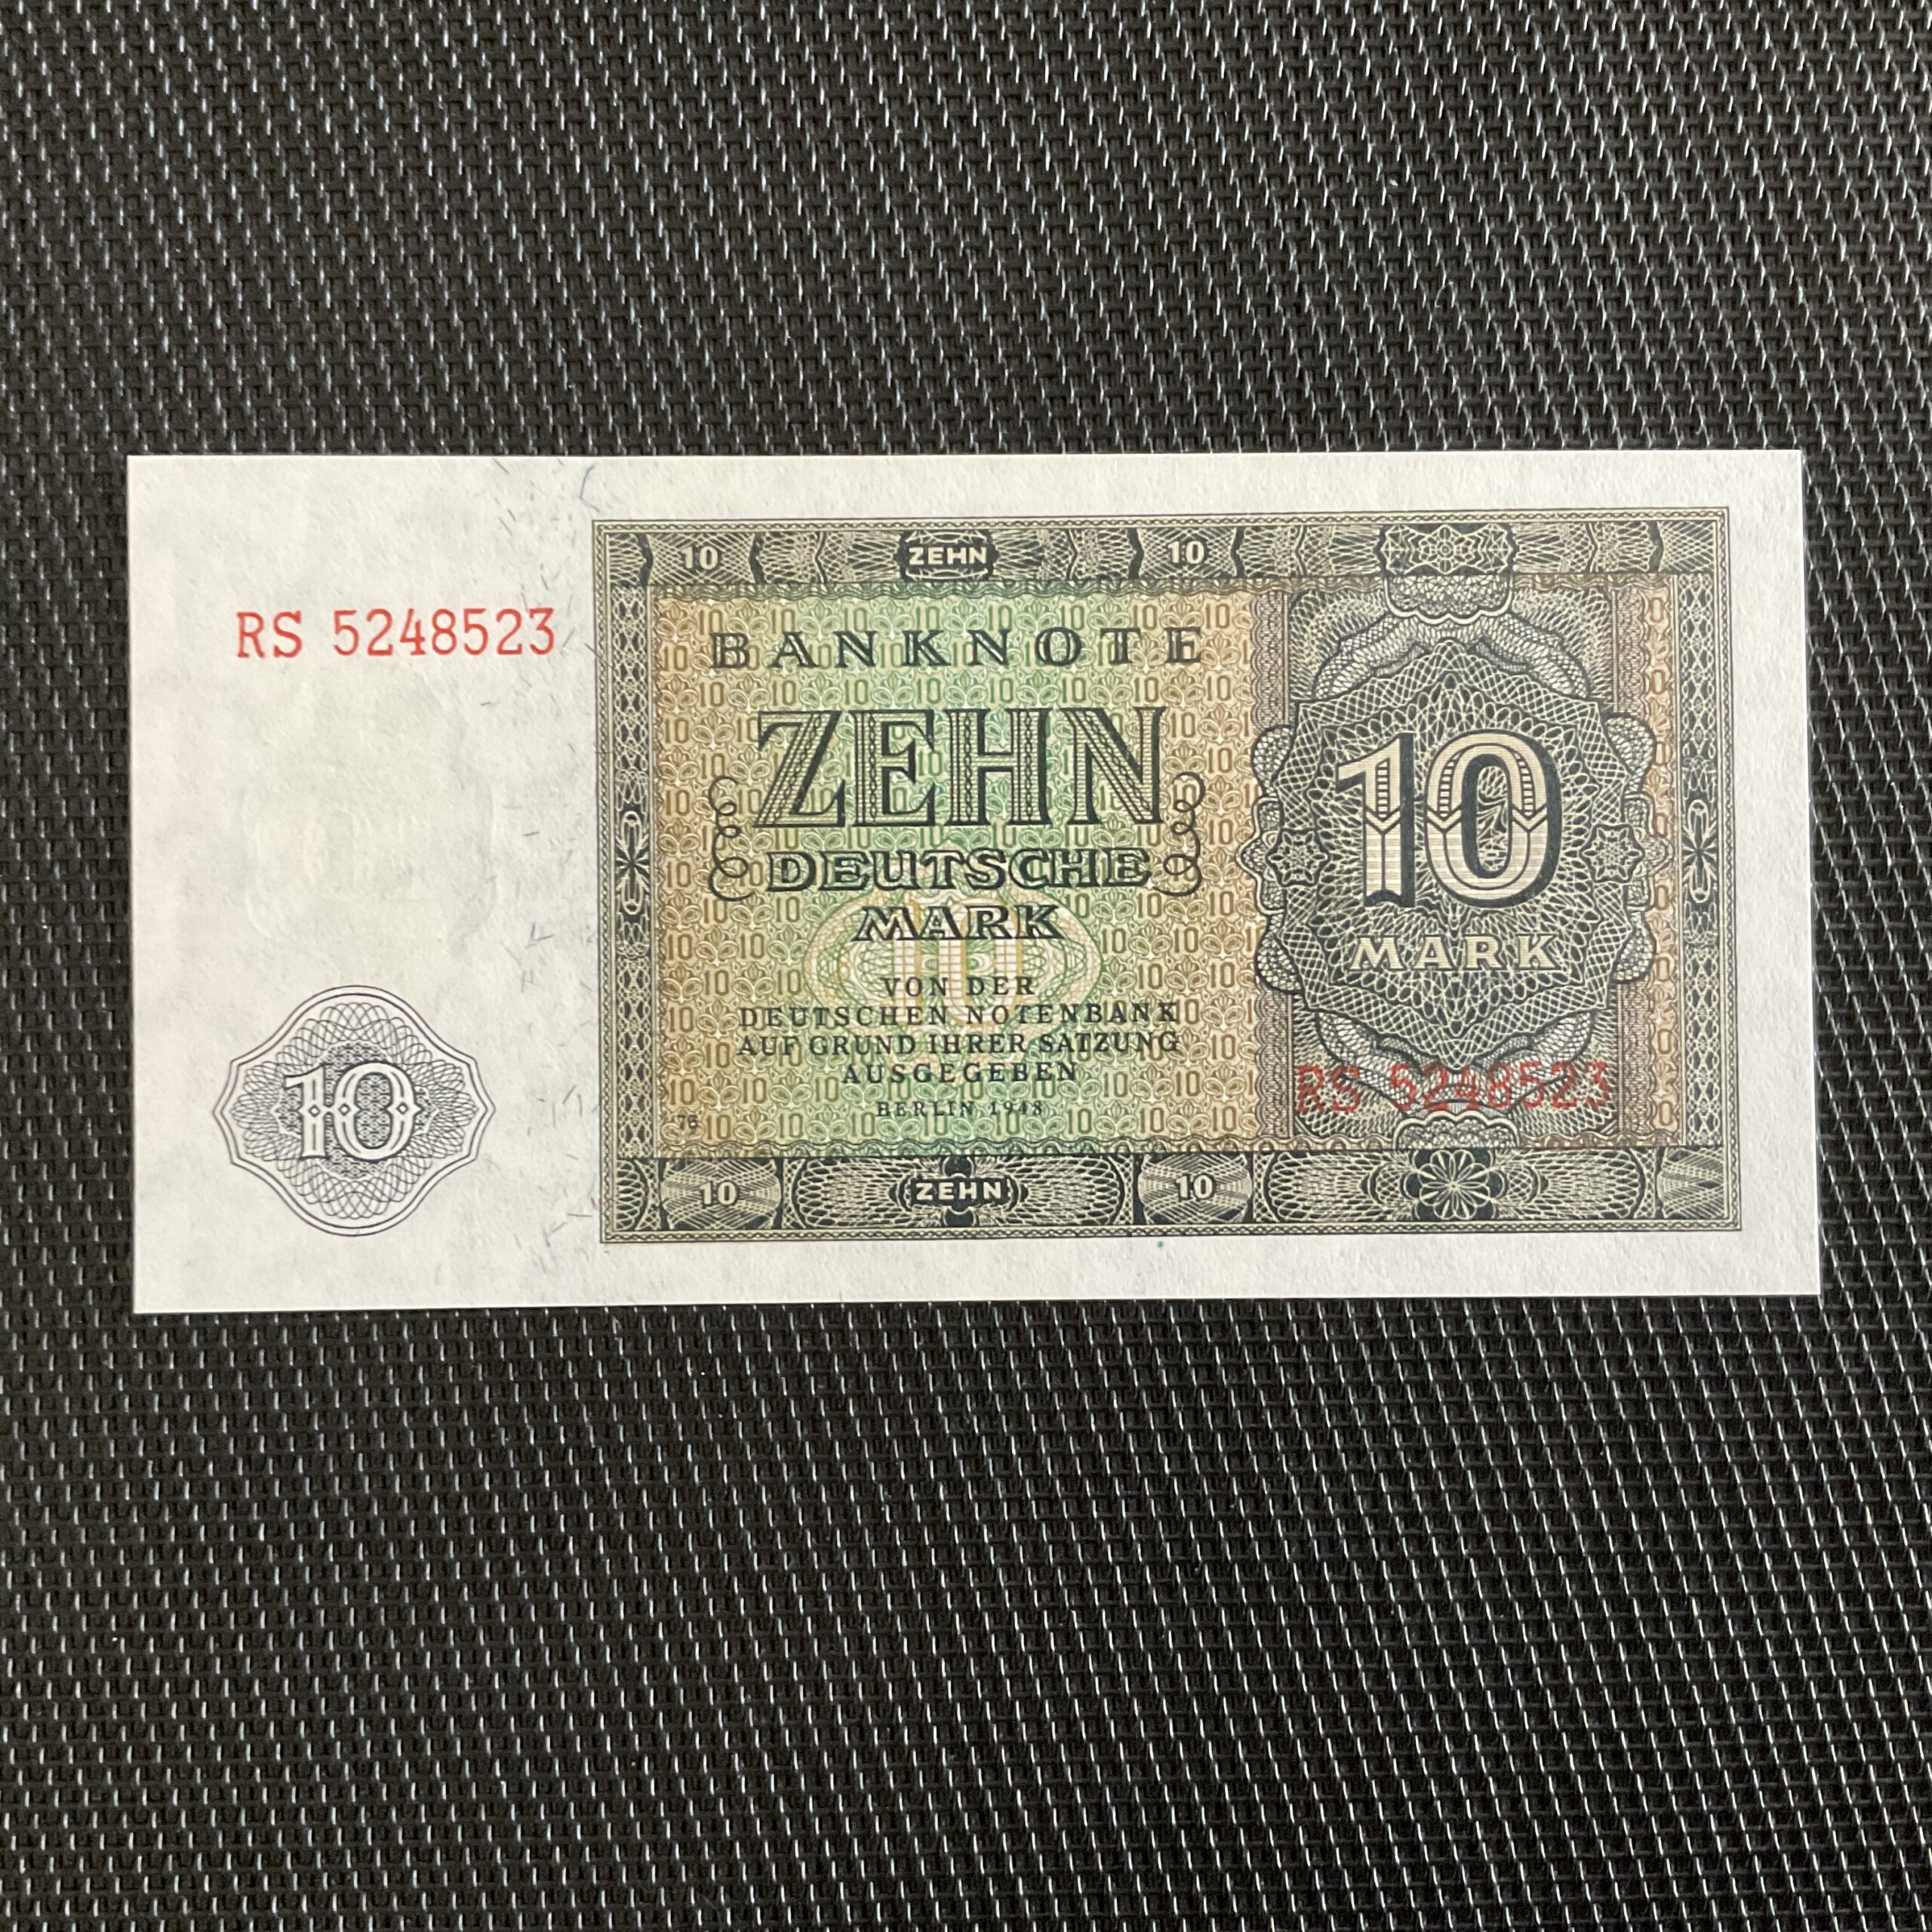 10 ZEHN 10
RS 5248523
BANKNOTE
ZEHN
DEUTSCHE
MARK
10
MARK
10
VON DER
DEUTSCHEN NOTENBANK
AUF GRUND IHRER SATZUNG
AUSGEGEBEN
BERLIN 1948
RS 5248523
10
10 ZEHN 10